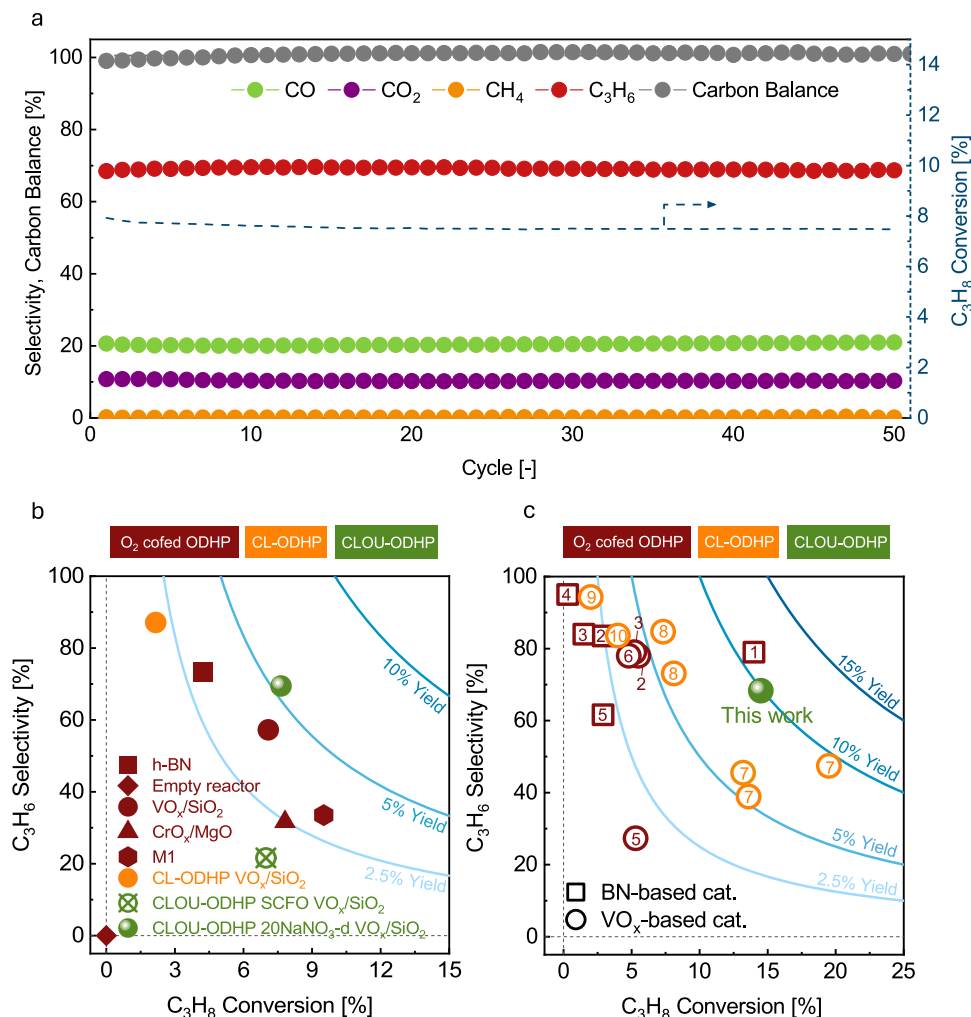 a
100
80
60
40
20
0
Selectivity, Carbon Balance [%]
CO CO₂ CH₄ C₃H₆ Carbon Balance
14
12
10
8
6
4
2
0
C₃H₈ Conversion [%]
0 10 20 30 40 50
Cycle [-]
b
O₂ cofed ODHP CL-ODHP CLOU-ODHP
100
80
60
40
20
0
C₃H₆ Selectivity [%]
10% Yield
5% Yield
2.5% Yield
h-BN
Empty reactor
VOₓ/SiO₂
CrOₓ/MgO
M1
CL-ODHP VOₓ/SiO₂
CLOU-ODHP SCFO VOₓ/SiO₂
CLOU-ODHP 20NaNO₃-d VOₓ/SiO₂
0 3 6 9 12 15
C₃H₈ Conversion [%]
c
O₂ cofed ODHP CL-ODHP CLOU-ODHP
100
80
60
40
20
0
C₃H₆ Selectivity [%]
4 9
3 2 10 3 8
6 2 8 1
5
This work
7 7
7
5
15% Yield
10% Yield
5% Yield
2.5% Yield
BN-based cat.
VOₓ-based cat.
0 5 10 15 20 25
C₃H₈ Conversion [%]